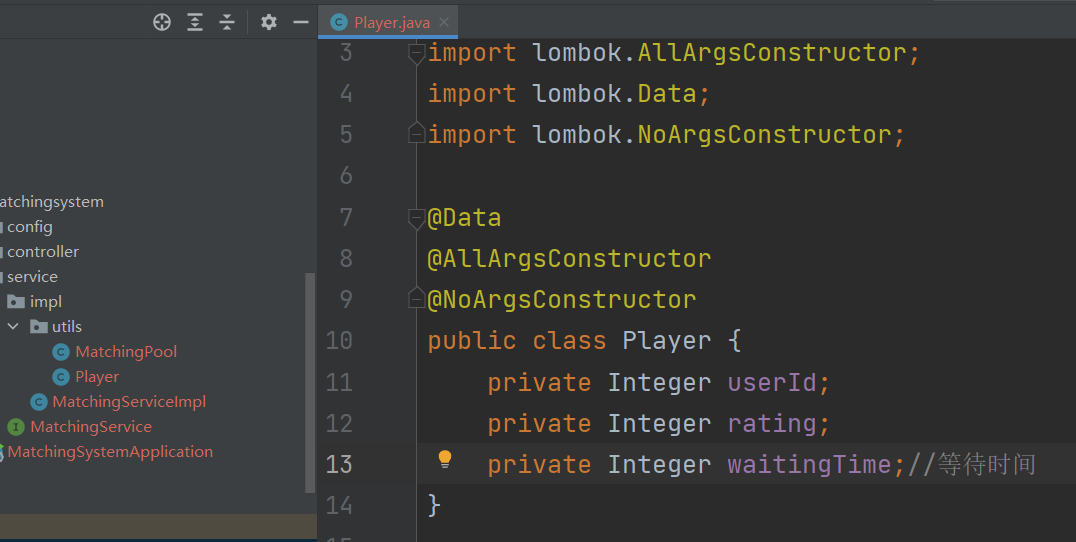 Player.java
3 import lombok.AllArgsConstructor;
4 import lombok.Data;
5 import lombok.NoArgsConstructor;
6
7 @Data
8 @AllArgsConstructor
9 @NoArgsConstructor
10 public class Player {
11 private Integer userId;
12 private Integer rating;
13 private Integer waitingTime;//等待时间
14 }
atchingsystem
config
controller
service
impl
utils
MatchingPool
Player
MatchingServiceImpl
MatchingService
MatchingSystemApplication